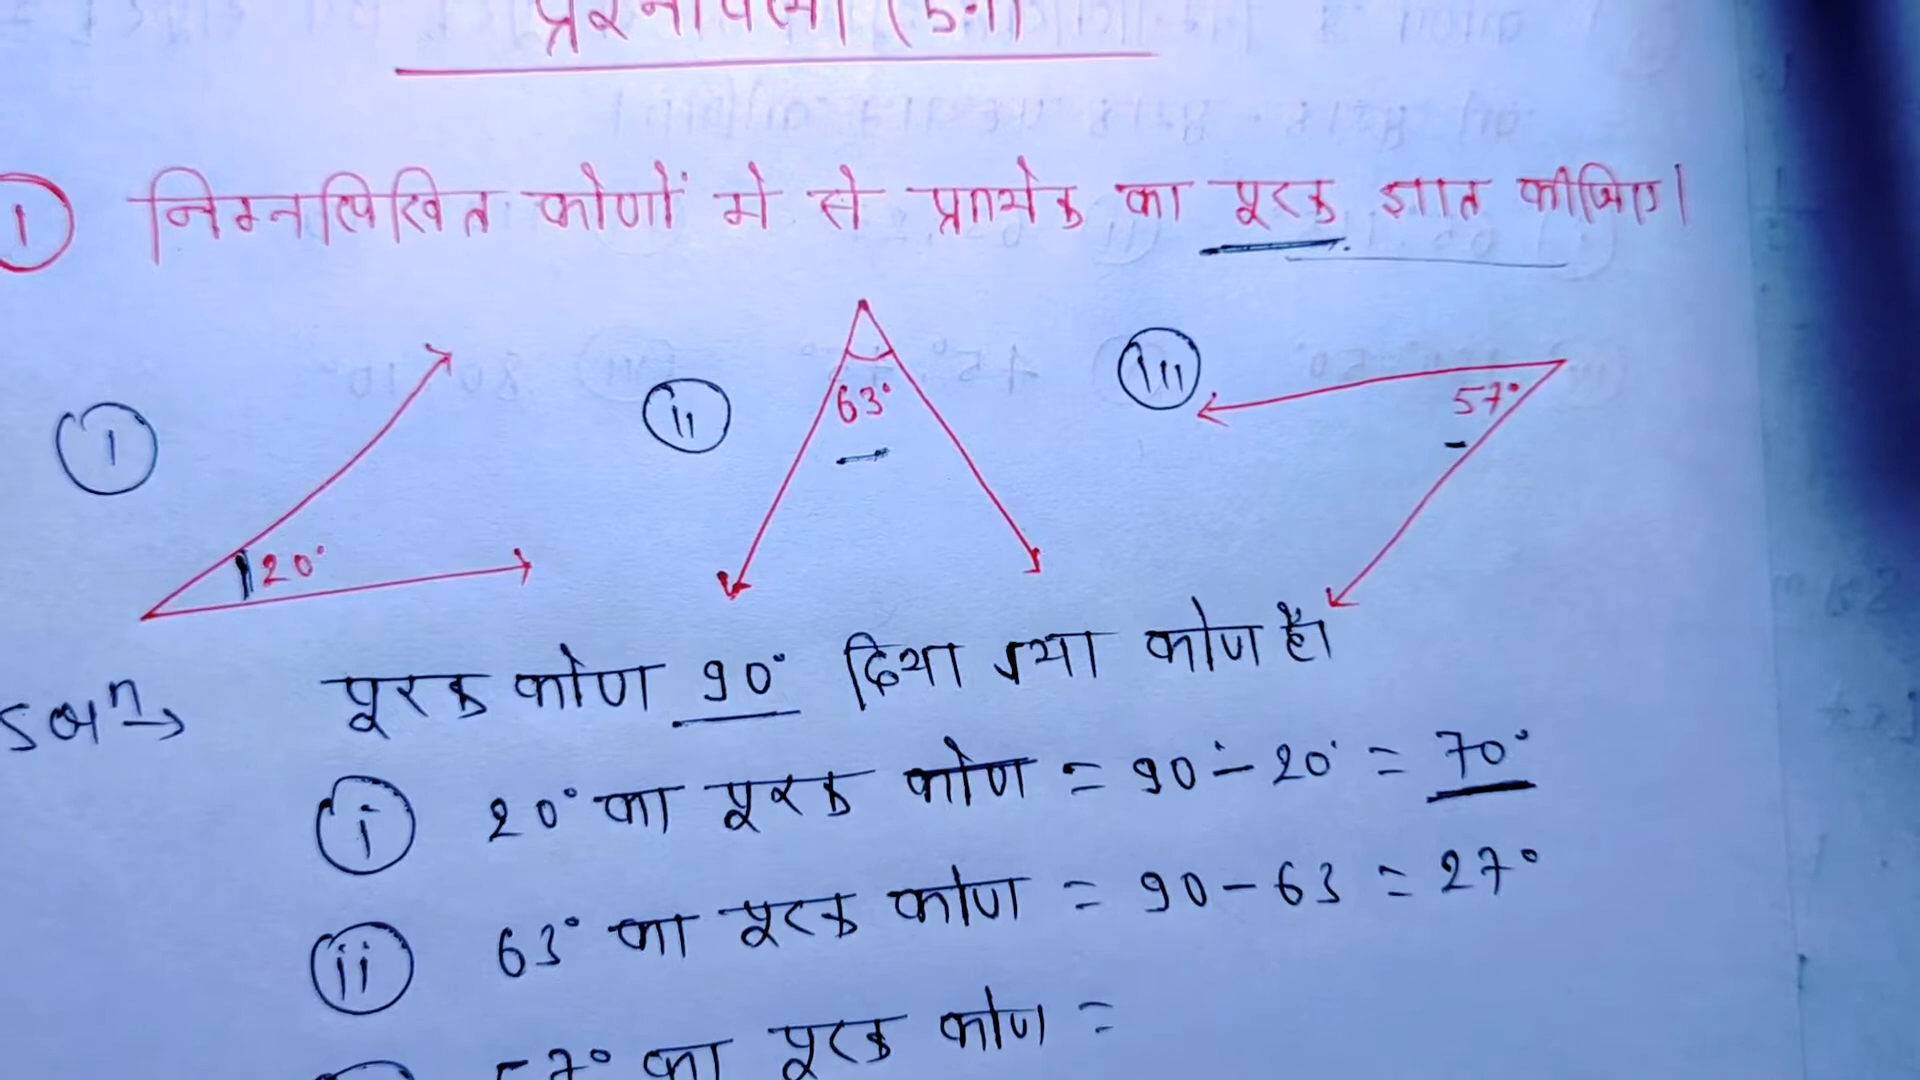 प्रश्नावली (5.1)
① निम्नलिखित कोणों मे से प्रत्येक का पूरक ज्ञात कीजिए।
ⓘ 20°
ii 63°
iii 57°
Solⁿ→ पूरक कोण 90° दिया गया कोण है।
i 20° का पूरक कोण = 90° - 20° = 70°
ii 63° का पूरक कोण = 90 - 63 = 27°
57° का पूरक कोण =